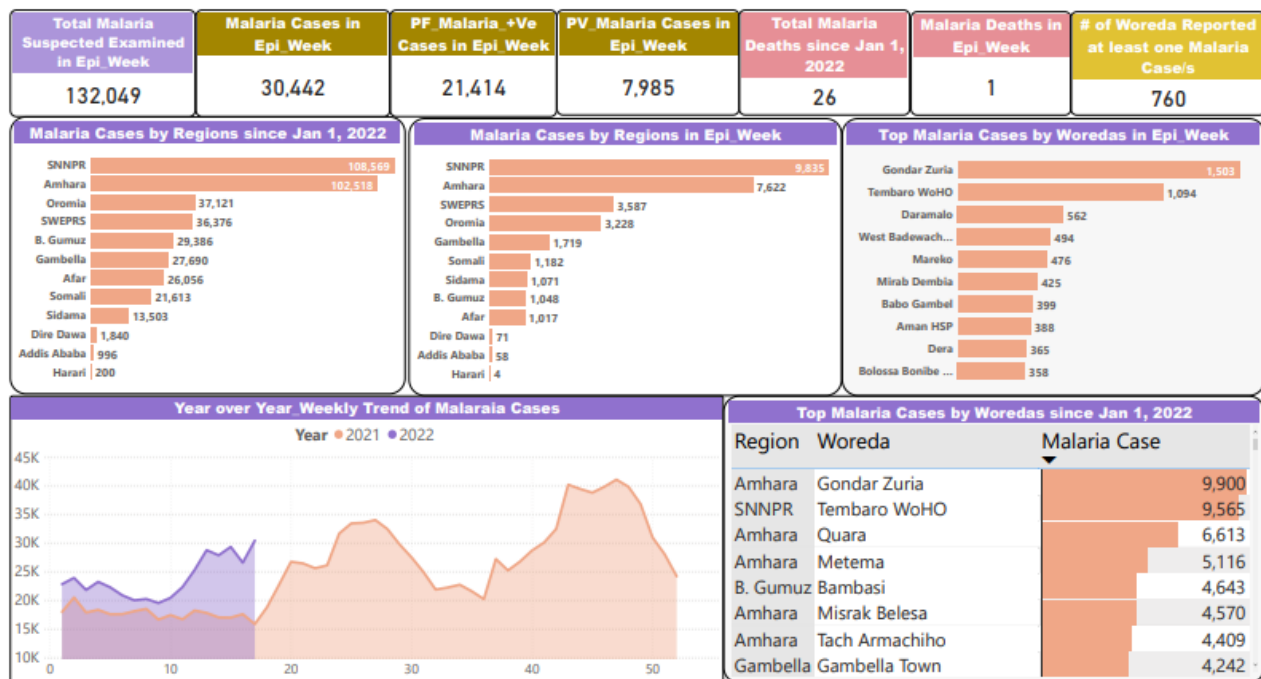 Total Malaria
Suspected Examined
in Epi_Week
132,049
Malaria Cases in
Epi_Week
30,442
PF_Malaria_+Ve
Cases in Epi_Week
21,414
PV_Malaria Cases in
Epi_Week
7,985
Total Malaria
Deaths since Jan 1,
2022
26
Malaria Deaths in
Epi_Week
1
# of Woreda Reported
at least one Malaria
Case/s
760
Malaria Cases by Regions since Jan 1, 2022
SNNPR 108,569
Amhara 102,518
Oromia 37,121
SWEPRS 36,376
B. Gumuz 29,386
Gambella 27,690
Afar 26,056
Somali 21,613
Sidama 13,503
Dire Dawa 1,840
Addis Ababa 996
Harari 200
Malaria Cases by Regions in Epi_Week
SNNPR 9,835
Amhara 7,622
SWEPRS 3,587
Oromia 3,228
Gambella 1,719
Somali 1,182
Sidama 1,071
B. Gumuz 1,048
Afar 1,017
Dire Dawa 71
Addis Ababa 58
Harari 4
Top Malaria Cases by Woredas in Epi_Week
Gondar Zuria 1,503
Tembaro WoHO 1,094
Daramalo 562
West Badewach... 494
Mareko 476
Mirab Dembia 425
Babo Gambel 399
Aman HSP 388
Dera 365
Bolossa Bonibe ... 358
Year over Year_Weekly Trend of Malaraia Cases
Year 2021 2022
45K
40K
35K
30K
25K
20K
15K
10K
0 10 20 30 40 50
Top Malaria Cases by Woredas since Jan 1, 2022
Region Woreda Malaria Case
Amhara Gondar Zuria 9,900
SNNPR Tembaro WoHO 9,565
Amhara Quara 6,613
Amhara Metema 5,116
B. Gumuz Bambasi 4,643
Amhara Misrak Belesa 4,570
Amhara Tach Armachiho 4,409
Gambella Gambella Town 4,242